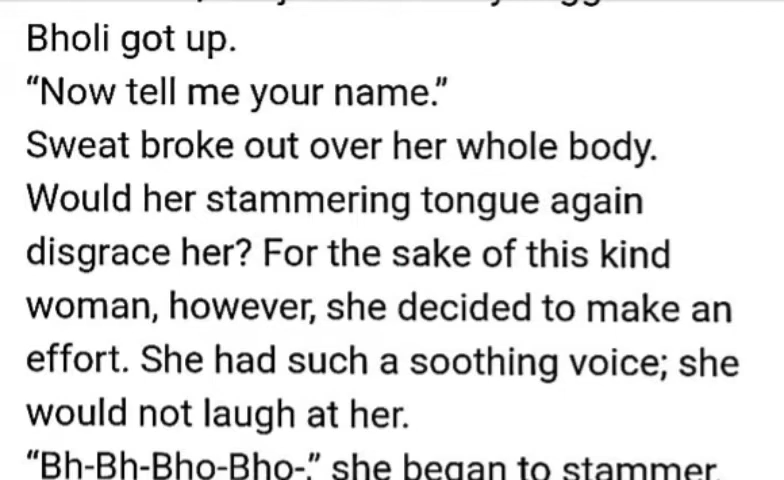 Bholi got up.
“Now tell me your name.”
Sweat broke out over her whole body.
Would her stammering tongue again
disgrace her? For the sake of this kind
woman, however, she decided to make an
effort. She had such a soothing voice; she
would not laugh at her.
“Bh-Bh-Bho-Bho-.” she began to stammer.